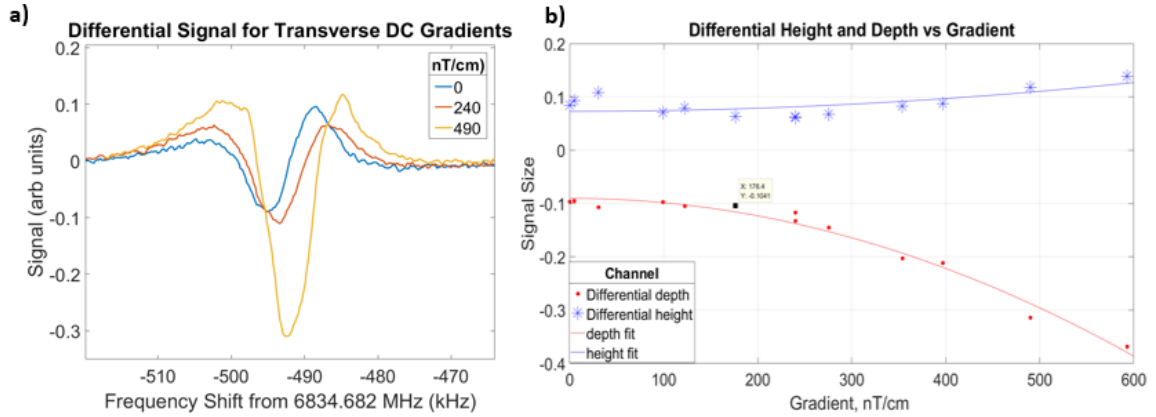 a)
Differential Signal for Transverse DC Gradients
nT/cm)
0
240
490
0.2
0.1
0
-0.1
-0.2
-0.3
Signal (arb units)
-510
-500
-490
-480
-470
Frequency Shift from 6834.682 MHz (kHz)
b)
Differential Height and Depth vs Gradient
0.2
0.1
0
-0.1
-0.2
-0.3
-0.4
Signal Size
X: 176.4
Y: -0.1041
Channel
Differential depth
Differential height
depth fit
height fit
0
100
200
300
400
500
600
Gradient, nT/cm